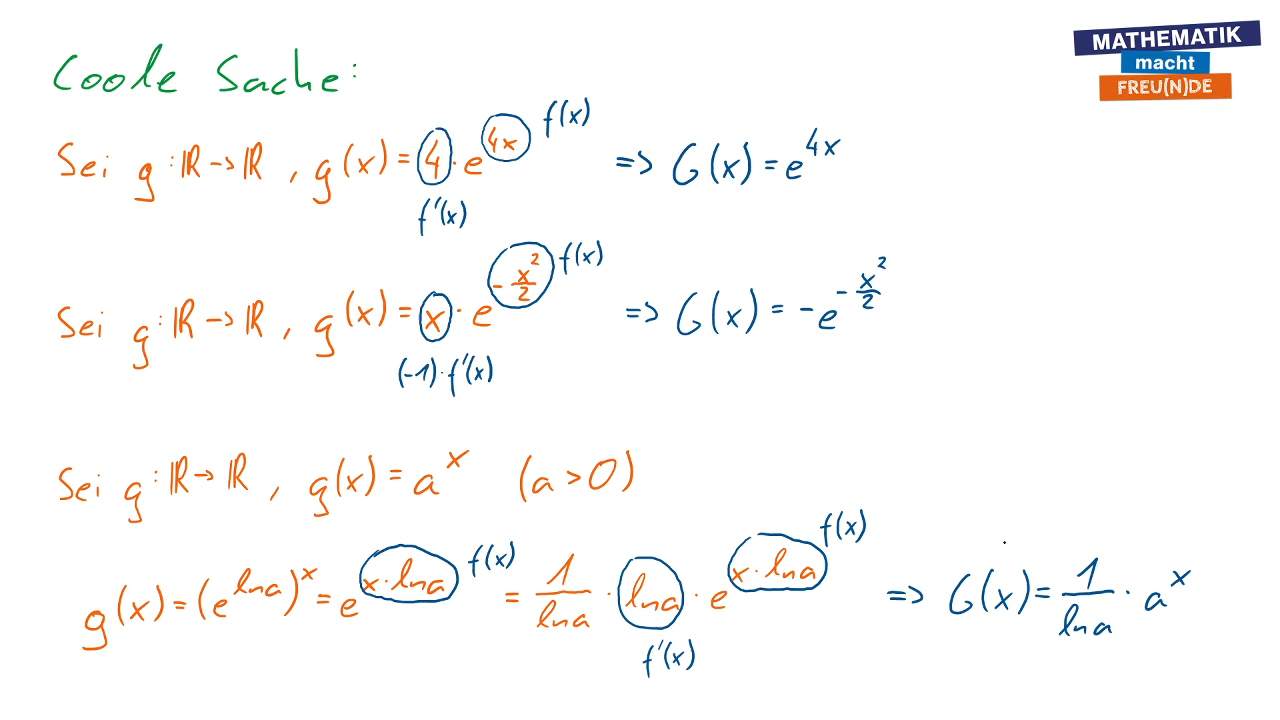 Coole Sache:
MATHEMATIK
macht
FREU(N)DE
Sei g: ℝ → ℝ, g(x) = 4 · e^{4x} f(x) => G(x) = e^{4x}
f'(x)
Sei g: ℝ → ℝ, g(x) = x · e^{-x²/2} f(x) => G(x) = -e^{-x²/2}
(-1) · f'(x)
Sei g: ℝ → ℝ, g(x) = a^x (a > 0)
g(x) = (e^{ln a})^x = e^{x · ln a} f(x) = 1/ln a · ln a · e^{x · ln a} f(x) => G(x) = 1/ln a · a^x
f'(x)